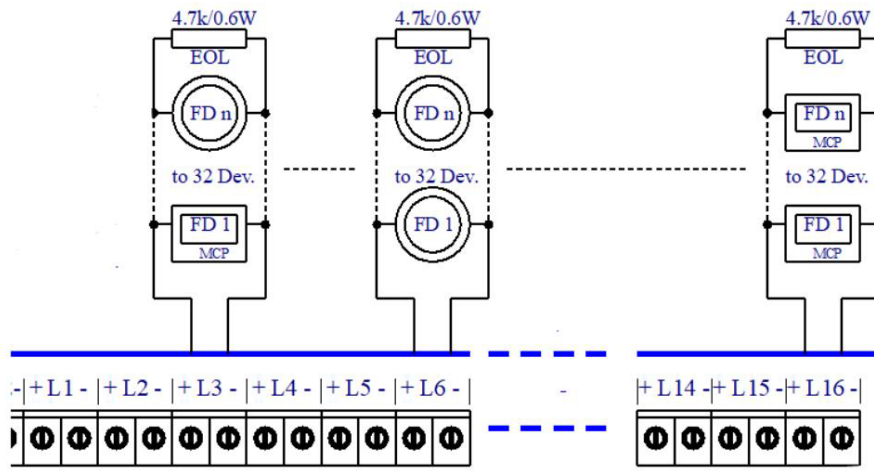 4.7k/0.6W 4.7k/0.6W 4.7k/0.6W
EOL EOL EOL
FD n FD n FD n
MCP
to 32 Dev. to 32 Dev. to 32 Dev.
FD 1 FD 1 FD 1
MCP MCP
- + L1 - + L2 - + L3 - + L4 - + L5 - + L6 - - + L14 - + L15 - + L16 -